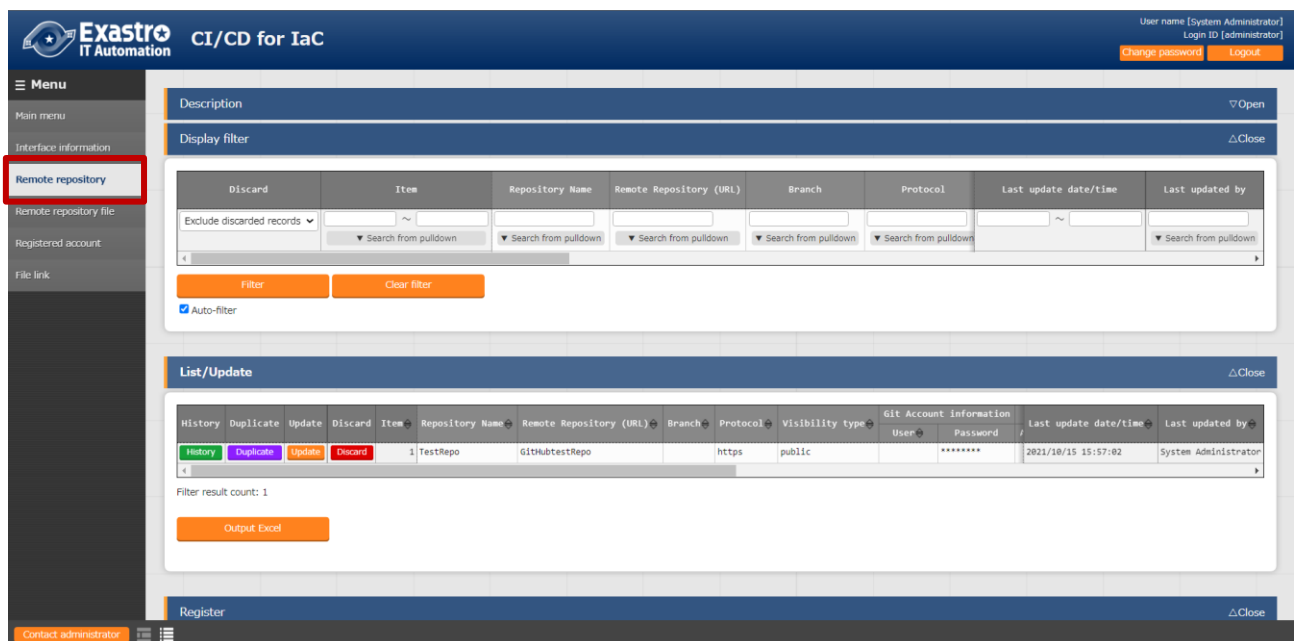 Exastro
IT Automation
CI/CD for IaC
User name [System Administrator]
Login ID [administrator]
Change password
Logout
☰ Menu
Main menu
Interface information
Remote repository
Remote repository file
Registered account
File link
Description
▽Open
Display filter
△Close
Discard Item Repository Name Remote Repository (URL) Branch Protocol Last update date/time Last updated by
Exclude discarded records ～ ～
▼ Search from pulldown ▼ Search from pulldown ▼ Search from pulldown ▼ Search from pulldown ▼ Search from pulldown ▼ Search from pulldown
Filter Clear filter
Auto-filter
List/Update
△Close
Git Account information
History Duplicate Update Discard Item Repository Name Remote Repository (URL) Branch Protocol Visibility type Last update date/time Last updated by
User Password
History Duplicate Update Discard 1 TestRepo GitHubtestRepo https public ******** 2021/10/15 15:57:02 System Administrator
Filter result count: 1
Output Excel
Register
△Close
Contact administrator